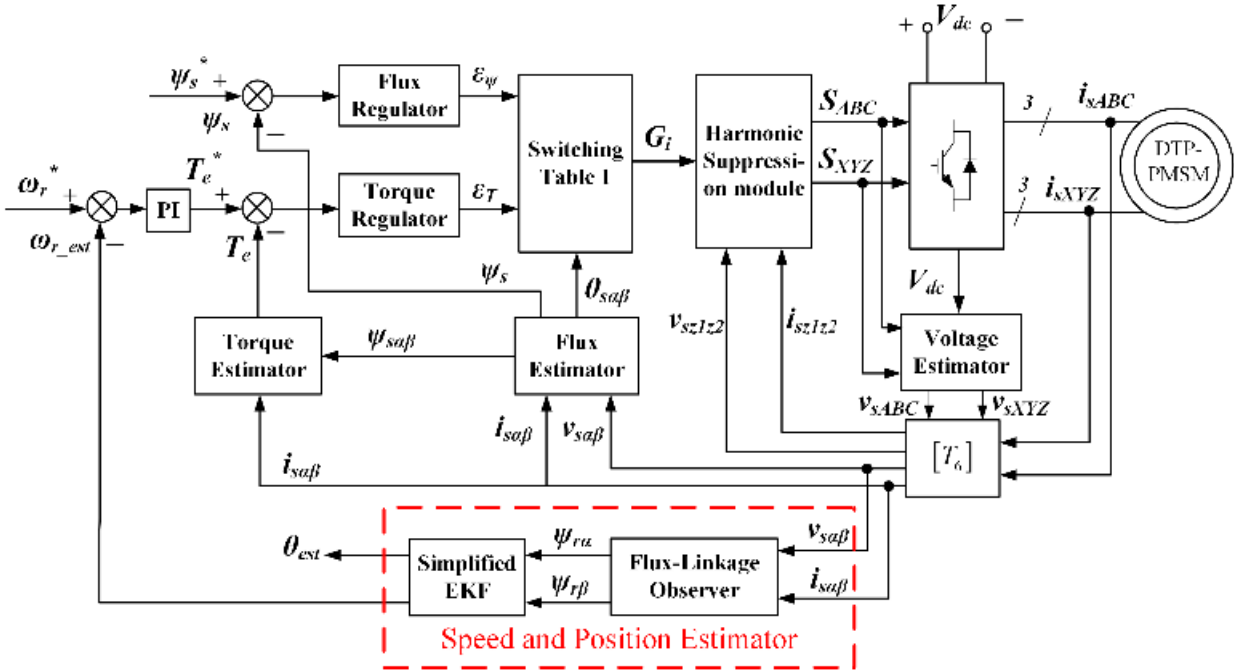 + V_dc −
ψ_s^* +
Flux
Regulator
ε_ψ
ψ_s
−
Switching
Table 1
G_i
Harmonic
Suppressi-
on module
S_ABC
S_XYZ
3
i_sABC
DTP-
PMSM
3
i_sXYZ
ω_r^* +
PI
T_e^* +
Torque
Regulator
ε_T
ω_r_est −
T_e −
ψ_s
θ_sαβ
v_sz1z2
i_sz1z2
V_dc
Torque
Estimator
ψ_sαβ
Flux
Estimator
Voltage
Estimator
v_sABC
v_sXYZ
i_sαβ
v_sαβ
[T_6]
i_sαβ
θ_est
Simplified
EKF
ψ_rα
ψ_rβ
Flux-Linkage
Observer
v_sαβ
i_sαβ
Speed and Position Estimator